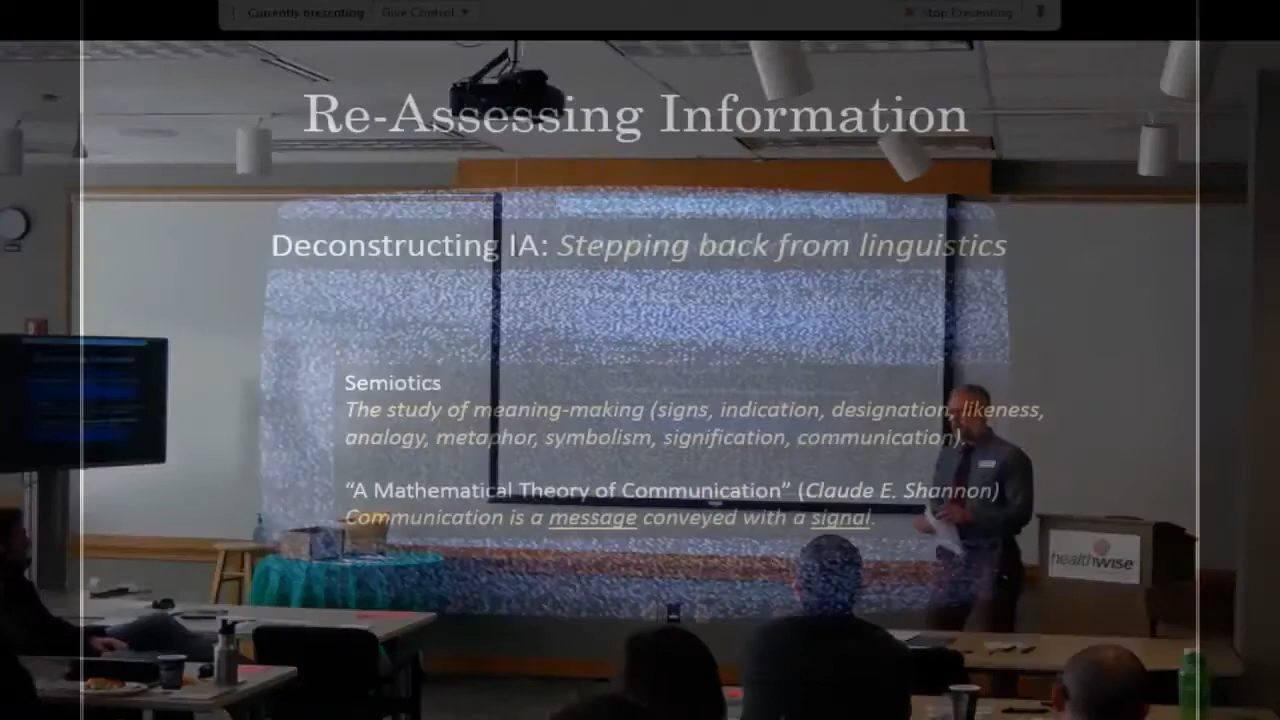 Currently presenting Give Control Stop Presenting
Re-Assessing Information
Deconstructing IA: Stepping back from linguistics
Semiotics
The study of meaning-making (signs, indication, designation, likeness,
analogy, metaphor, symbolism, signification, communication).
“A Mathematical Theory of Communication” (Claude E. Shannon)
Communication is a message conveyed with a signal.
healthwise